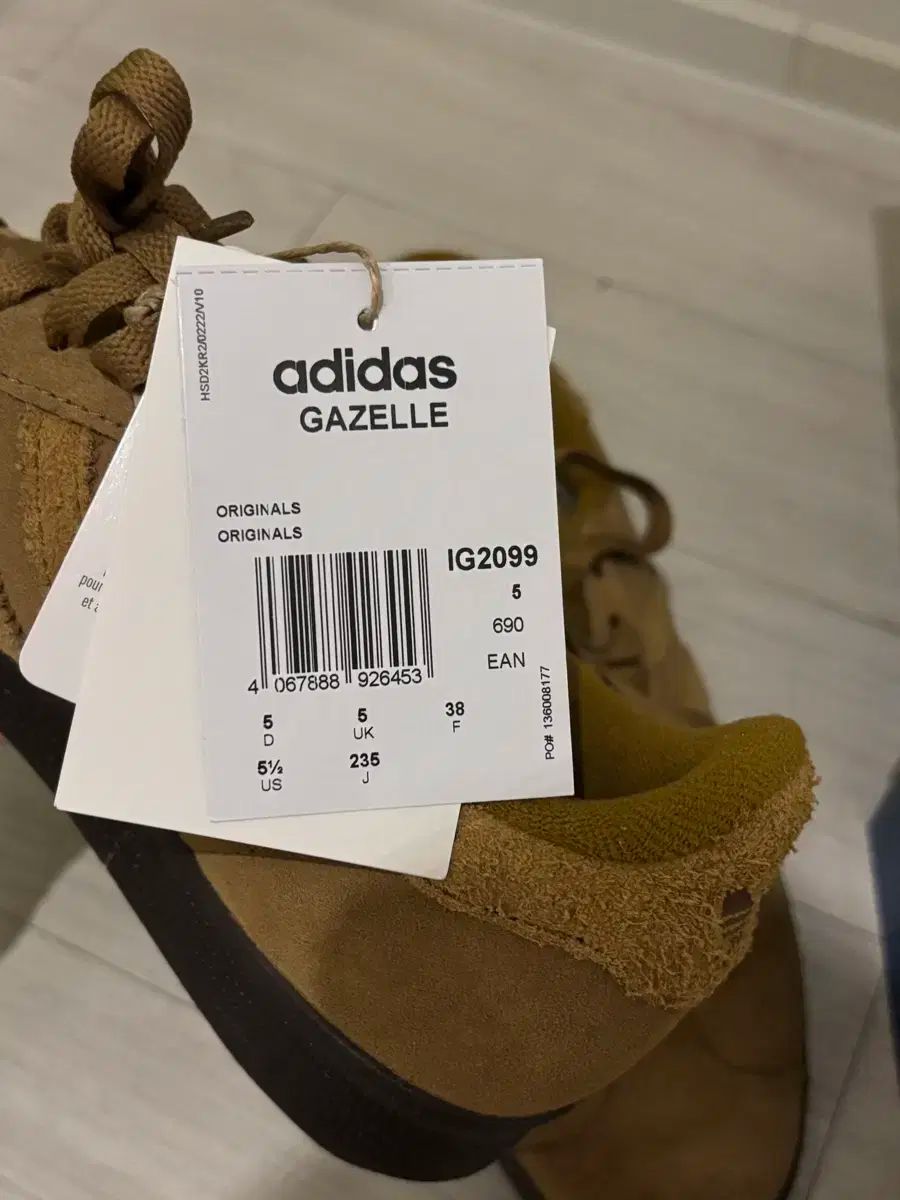 HSD2KR2/0222/V10
adidas
GAZELLE
ORIGINALS
ORIGINALS
IG2099
5
690
EAN
4 067888 926453
PO# 136008177
5 5 38
D UK F
5½ 235
US J
pour
et